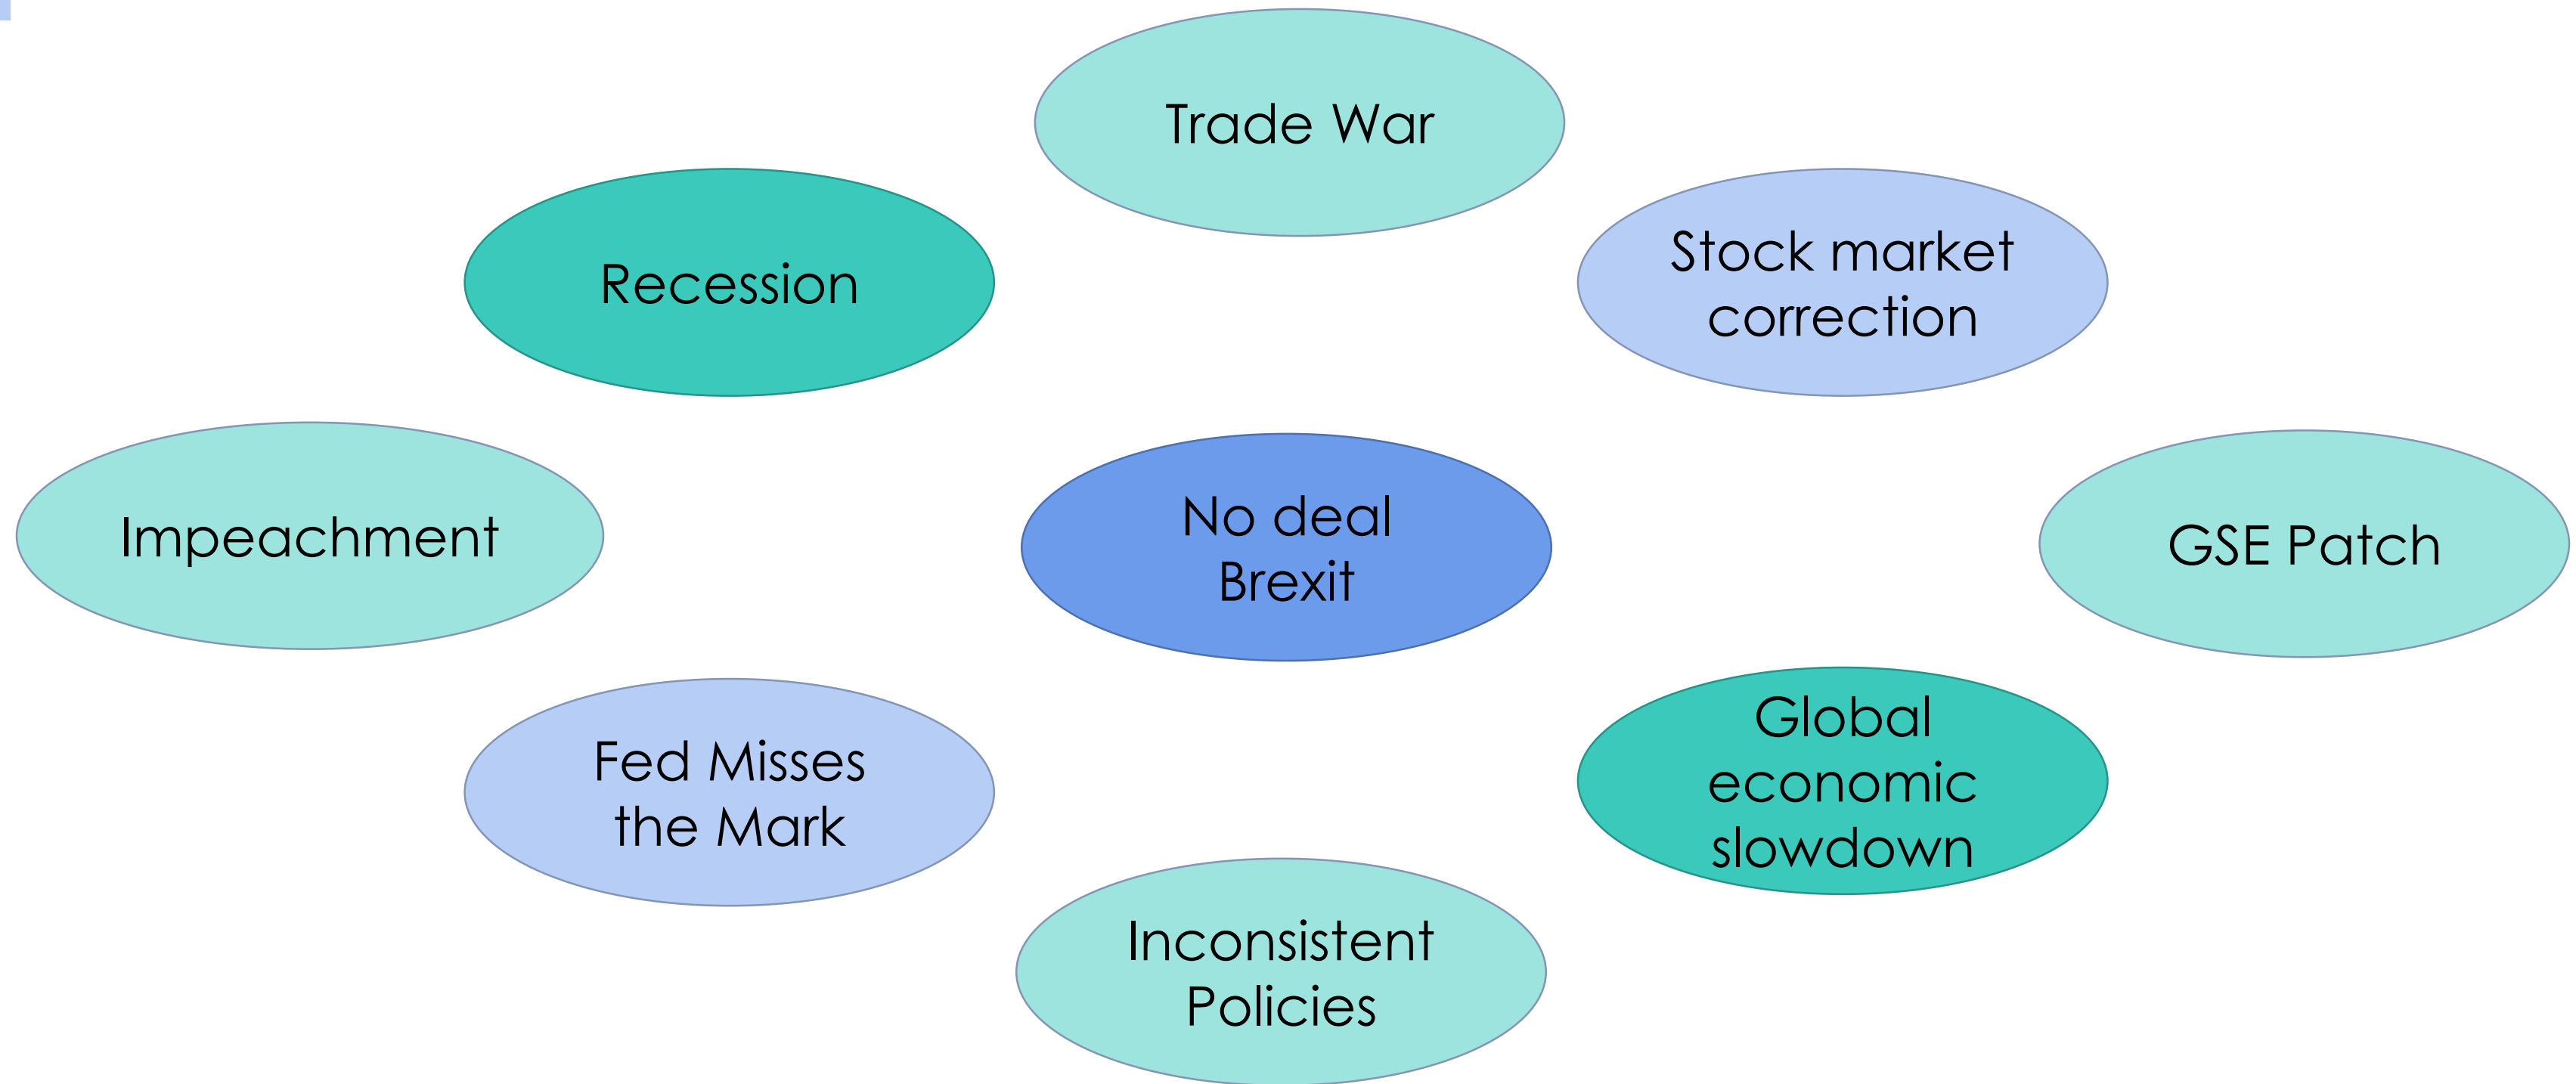 Trade War
Recession
Stock market
correction
Impeachment
No deal
Brexit
GSE Patch
Fed Misses
the Mark
Global
economic
slowdown
Inconsistent
Policies